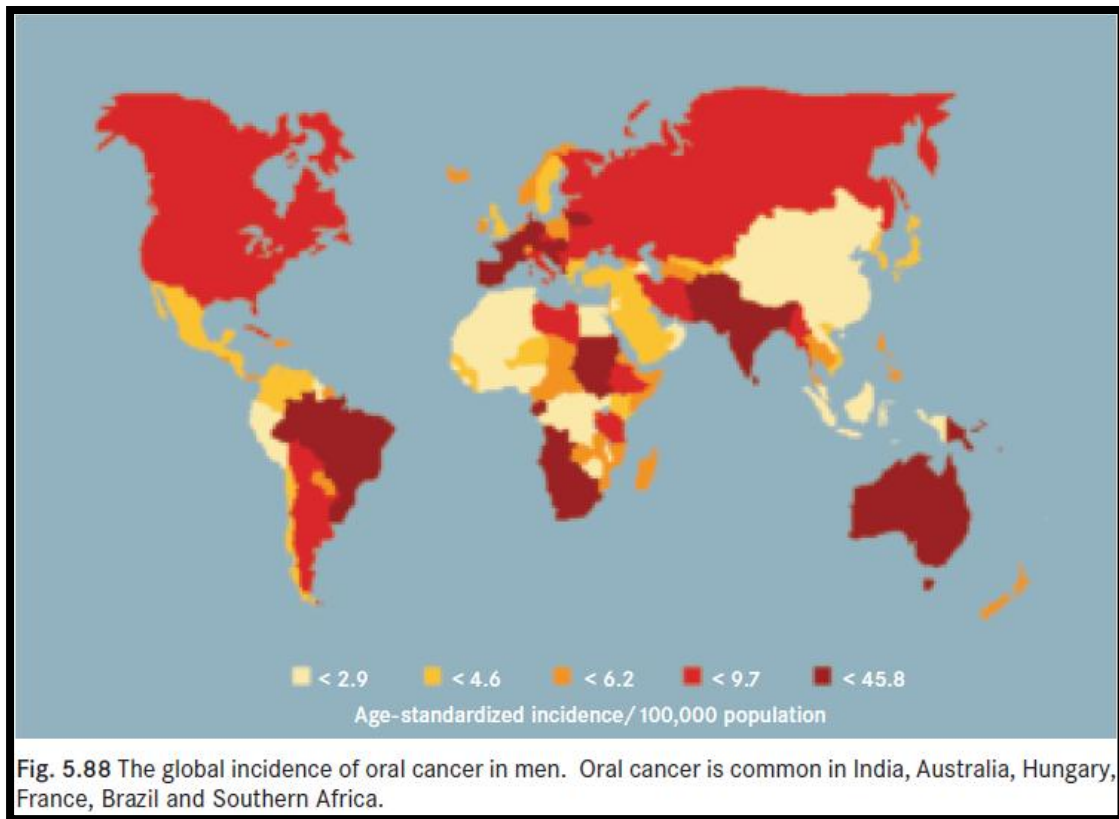 < 2.9 < 4.6 < 6.2 < 9.7 < 45.8
Age-standardized incidence/ 100,000 population
Fig. 5.88 The global incidence of oral cancer in men. Oral cancer is common in India, Australia, Hungary,
France, Brazil and Southern Africa.